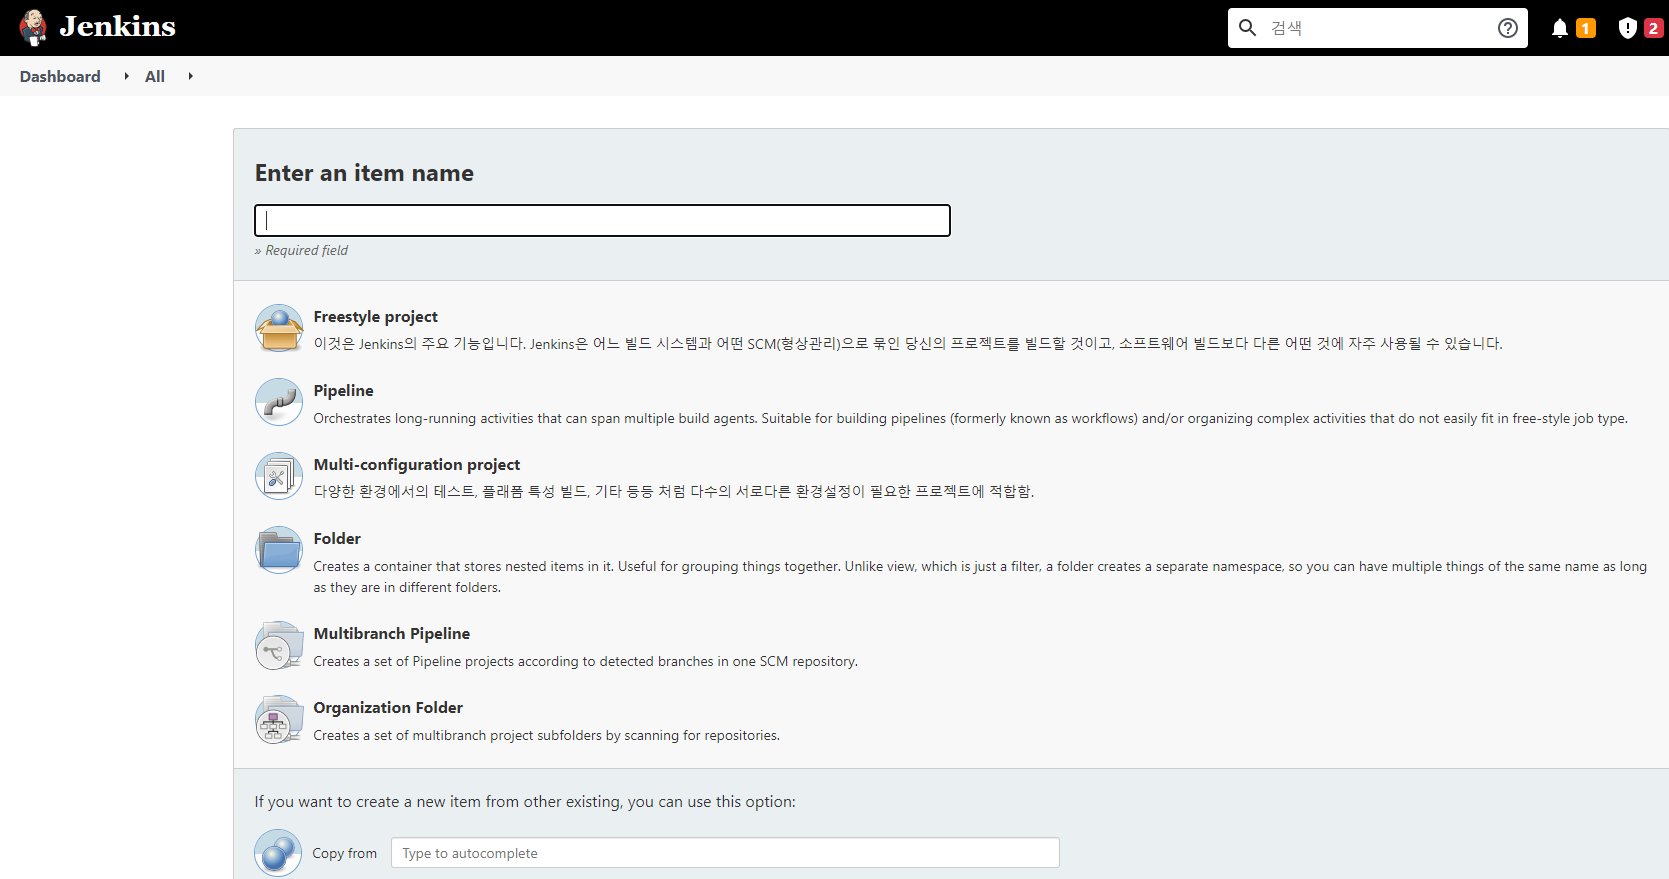 Jenkins
검색
1
2
Dashboard
All
Enter an item name
» Required field
Freestyle project
이것은 Jenkins의 주요 기능입니다. Jenkins은 어느 빌드 시스템과 어떤 SCM(형상관리)으로 묶인 당신의 프로젝트를 빌드할 것이고, 소프트웨어 빌드보다 다른 어떤 것에 자주 사용될 수 있습니다.
Pipeline
Orchestrates long-running activities that can span multiple build agents. Suitable for building pipelines (formerly known as workflows) and/or organizing complex activities that do not easily fit in free-style job type.
Multi-configuration project
다양한 환경에서의 테스트, 플래폼 특성 빌드, 기타 등등 처럼 다수의 서로다른 환경설정이 필요한 프로젝트에 적합함.
Folder
Creates a container that stores nested items in it. Useful for grouping things together. Unlike view, which is just a filter, a folder creates a separate namespace, so you can have multiple things of the same name as long
as they are in different folders.
Multibranch Pipeline
Creates a set of Pipeline projects according to detected branches in one SCM repository.
Organization Folder
Creates a set of multibranch project subfolders by scanning for repositories.
If you want to create a new item from other existing, you can use this option:
Copy from
Type to autocomplete